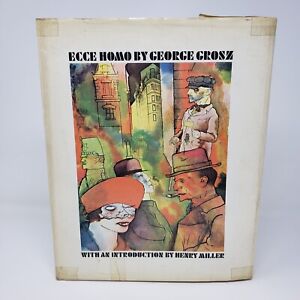 ECCE HOMO BY GEORGE GROSZ
WITH AN INTRODUCTION BY HENRY MILLER